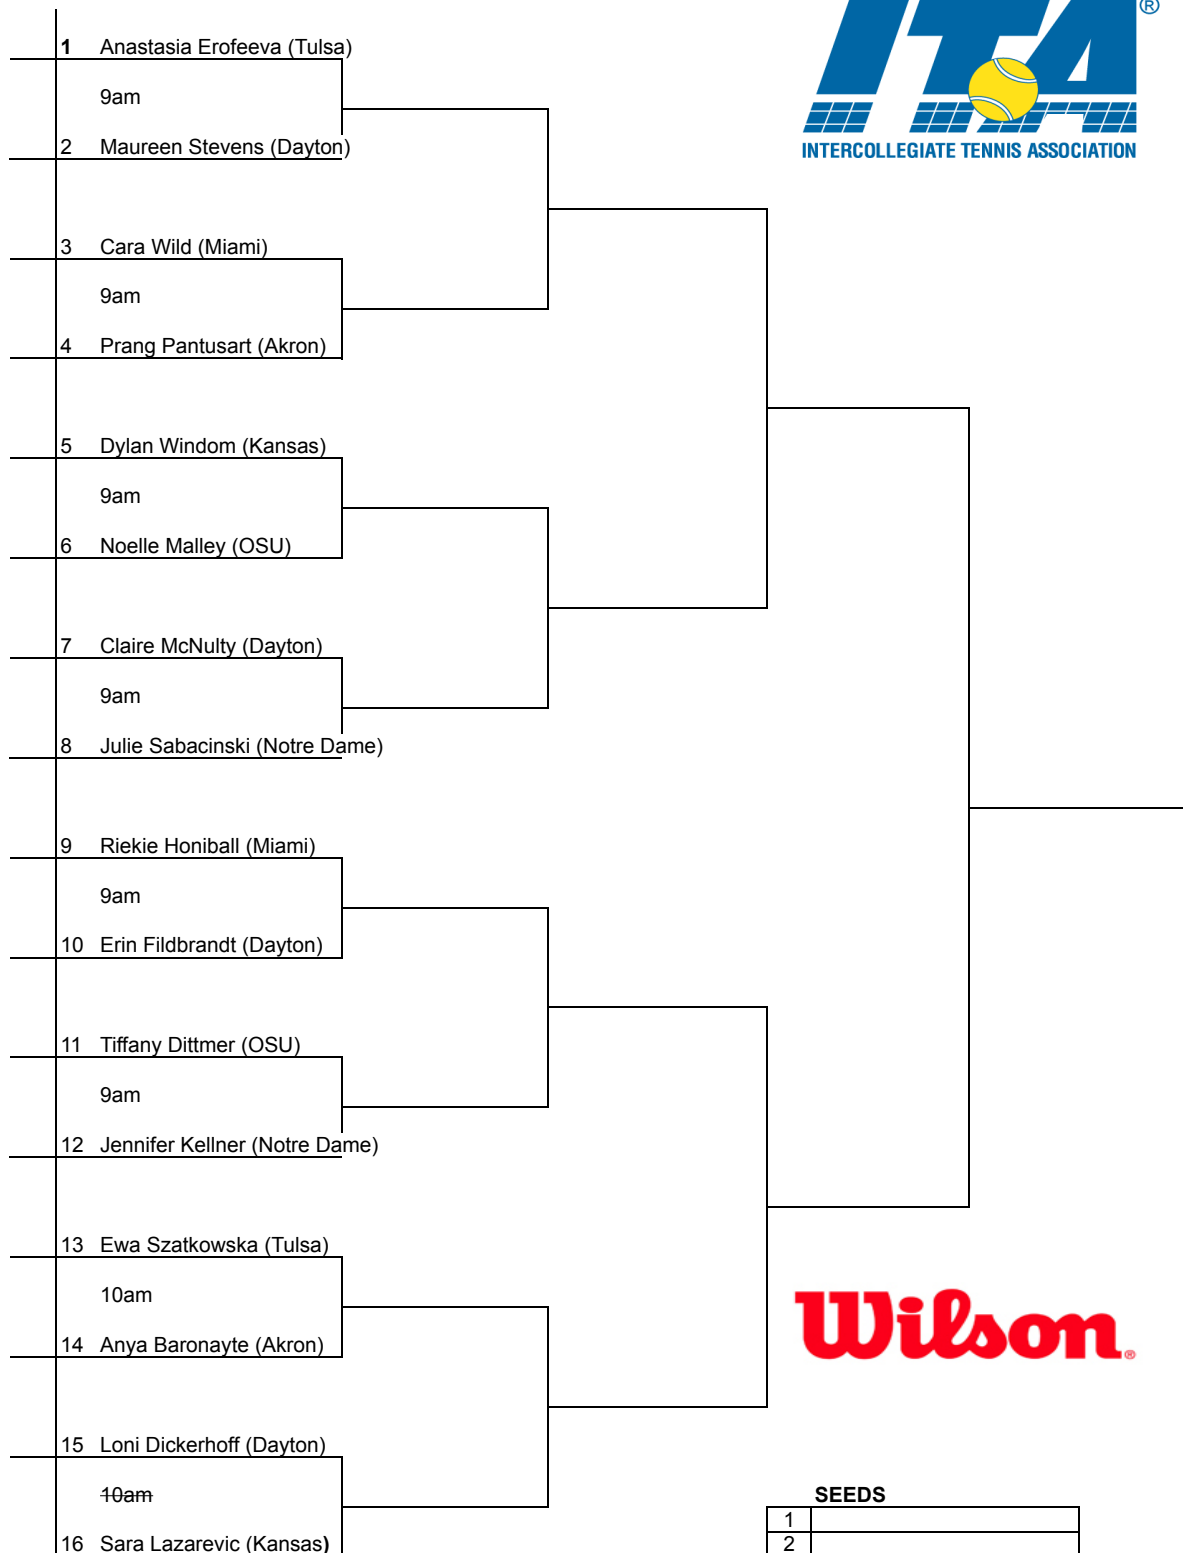 ITA®
INTERCOLLEGIATE TENNIS ASSOCIATION
1 Anastasia Erofeeva (Tulsa)
9am
2 Maureen Stevens (Dayton)
3 Cara Wild (Miami)
9am
4 Prang Pantusart (Akron)
5 Dylan Windom (Kansas)
9am
6 Noelle Malley (OSU)
7 Claire McNulty (Dayton)
9am
8 Julie Sabacinski (Notre Dame)
9 Riekie Honiball (Miami)
9am
10 Erin Fildbrandt (Dayton)
11 Tiffany Dittmer (OSU)
9am
12 Jennifer Kellner (Notre Dame)
13 Ewa Szatkowska (Tulsa)
10am
14 Anya Baronayte (Akron)
Wilson®
15 Loni Dickerhoff (Dayton)
10am
16 Sara Lazarevic (Kansas)
SEEDS
1
2